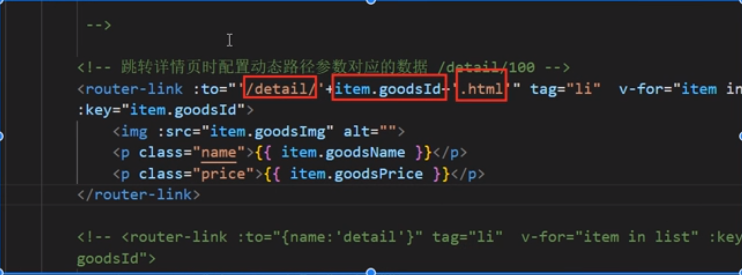 -->
<!-- 跳转详情页时配置动态路径参数对应的数据 /detail/100 -->
<router-link :to="'/detail/'+item.goodsId+'.html'" tag="li" v-for="item in
:key="item.goodsId">
<img :src="item.goodsImg" alt="">
<p class="name">{{ item.goodsName }}</p>
<p class="price">{{ item.goodsPrice }}</p>
</router-link>
<!-- <router-link :to="{name:'detail'}" tag="li" v-for="item in list" :key
goodsId">